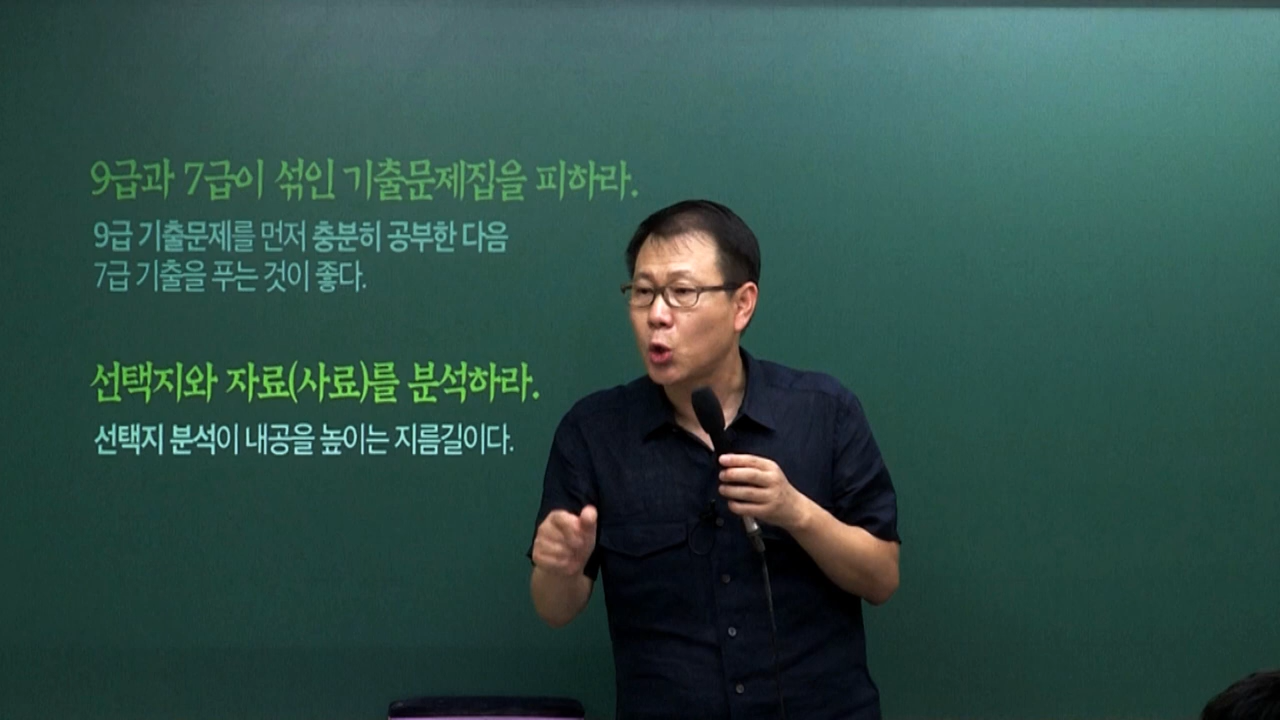 9급과 7급이 섞인 기출문제집을 피하라.
9급 기출문제를 먼저 충분히 공부한 다음
7급 기출을 푸는 것이 좋다.
선택지와 자료(사료)를 분석하라.
선택지 분석이 내공을 높이는 지름길이다.